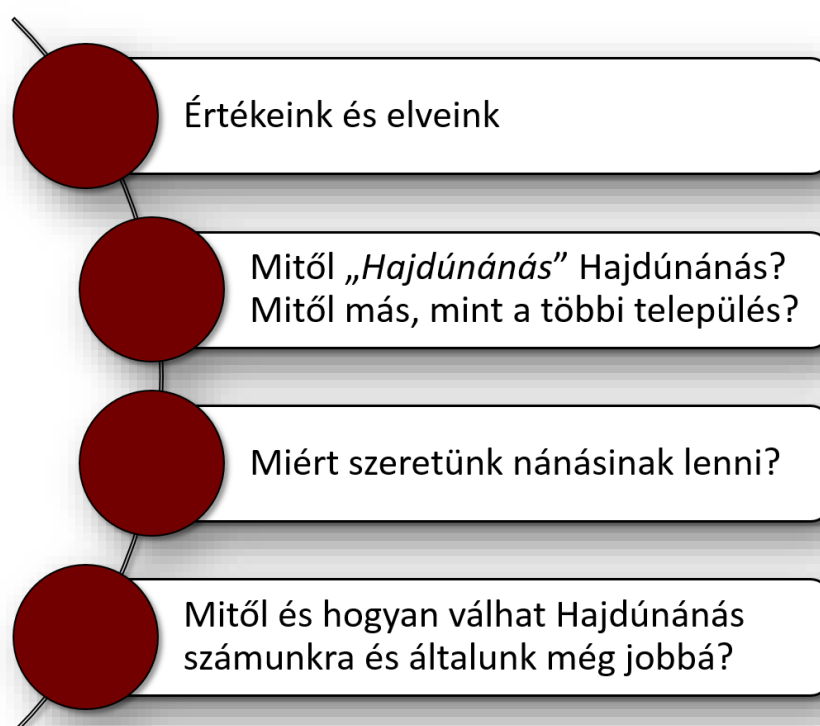 Értékeink és elveink
Mitől „Hajdúnánás” Hajdúnánás?
Mitől más, mint a többi település?
Miért szeretünk nánásinak lenni?
Mitől és hogyan válhat Hajdúnánás
számunkra és általunk még jobbá?